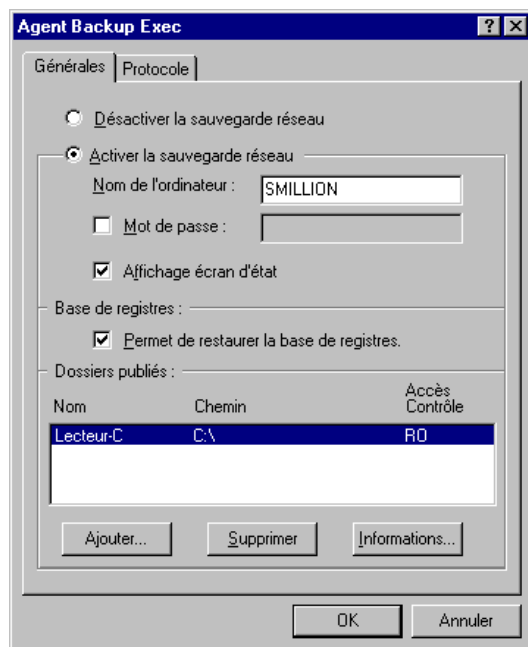 Agent Backup Exec
Générales Protocole
Désactiver la sauvegarde réseau
Activer la sauvegarde réseau
Nom de l'ordinateur : SMILLION
Mot de passe :
Affichage écran d'état
Base de registres :
Permet de restaurer la base de registres.
Dossiers publiés :
Accès
Nom Chemin Contrôle
Lecteur-C C:\ RO
Ajouter... Supprimer Informations...
OK Annuler